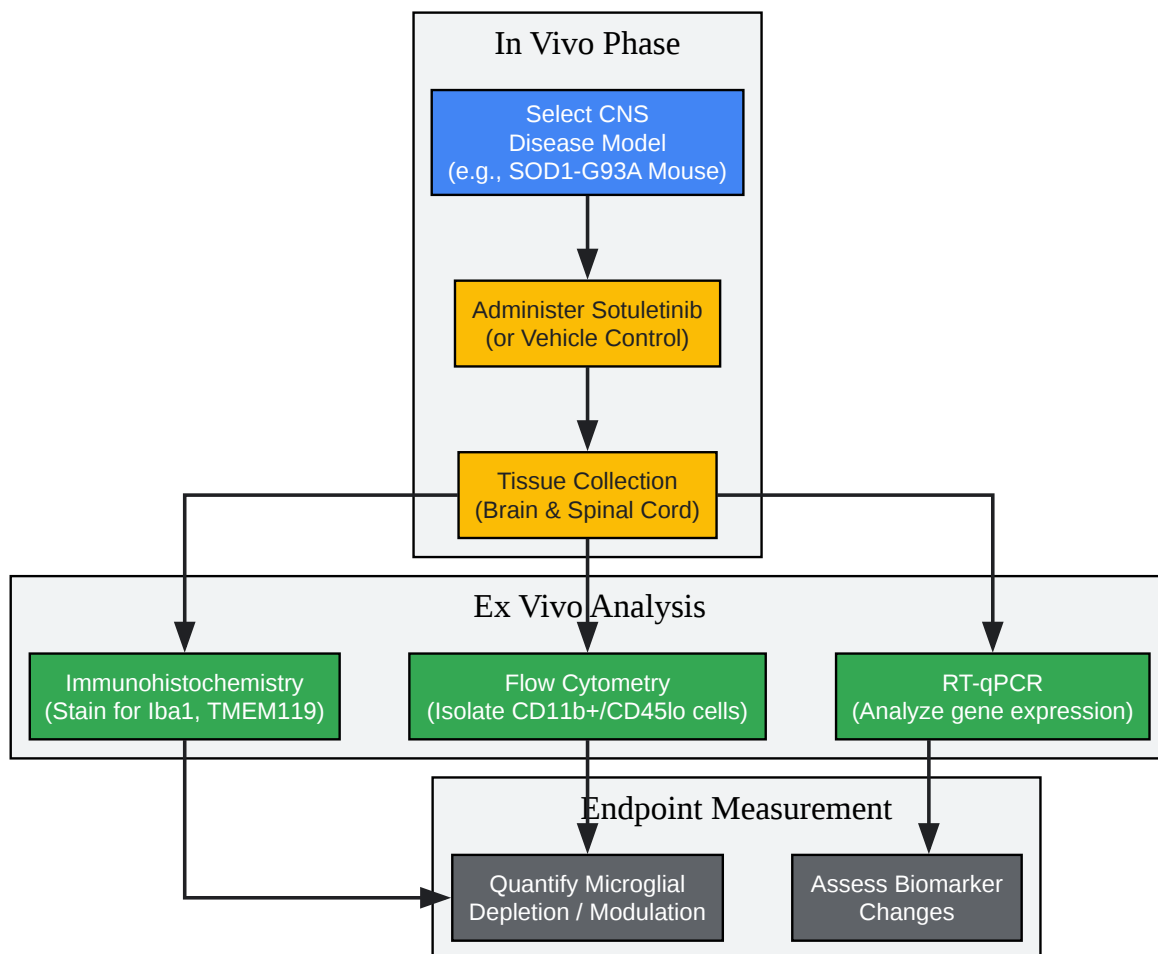 In Vivo Phase
Select CNS
Disease Model
(e.g., SOD1-G93A Mouse)
Administer Sotuletinib
(or Vehicle Control)
Tissue Collection
(Brain & Spinal Cord)
Ex Vivo Analysis
Immunohistochemistry
(Stain for Iba1, TMEM119)
Flow Cytometry
(Isolate CD11b+/CD45lo cells)
RT-qPCR
(Analyze gene expression)
Endpoint Measurement
Quantify Microglial
Depletion / Modulation
Assess Biomarker
Changes